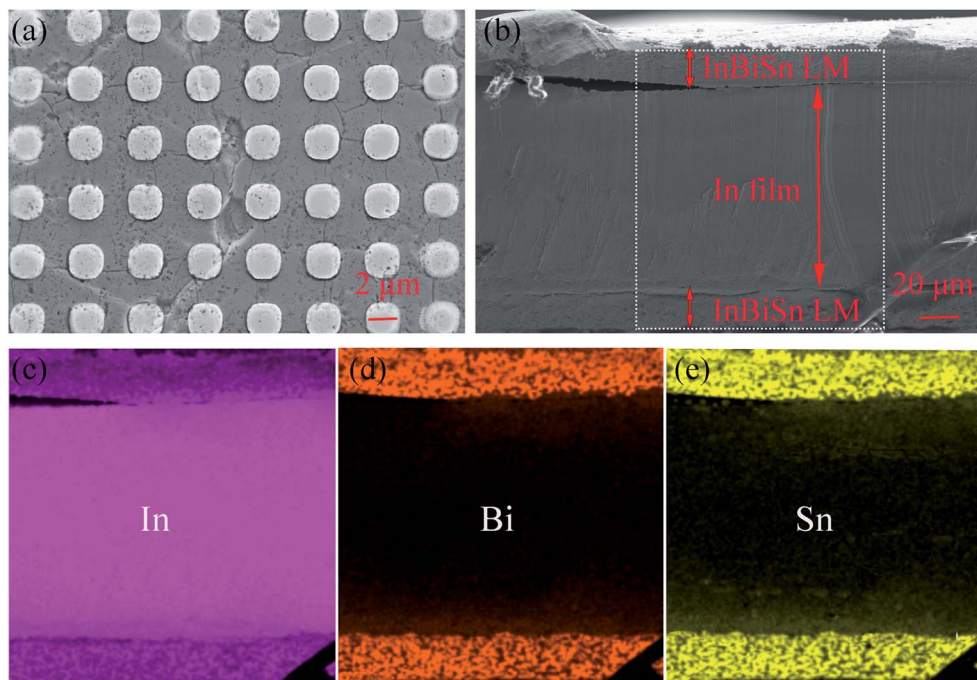 (a)
2 μm
(b)
InBiSn LM
In film
InBiSn LM
20 μm
(c)
In
(d)
Bi
(e)
Sn